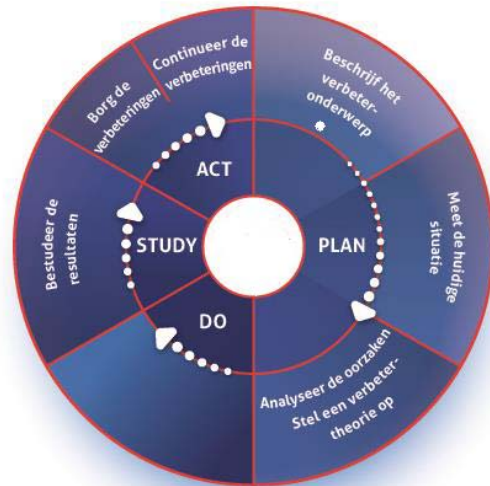 Continueer de
verbeteringen
Borg de
verbeteringen
Beschrijf het
verbeter-
onderwerp
Meet de huidige
situatie
Analyseer de oorzaken
Stel een verbeter-
theorie op
Bestudeer de
resultaten
ACT
STUDY
PLAN
DO